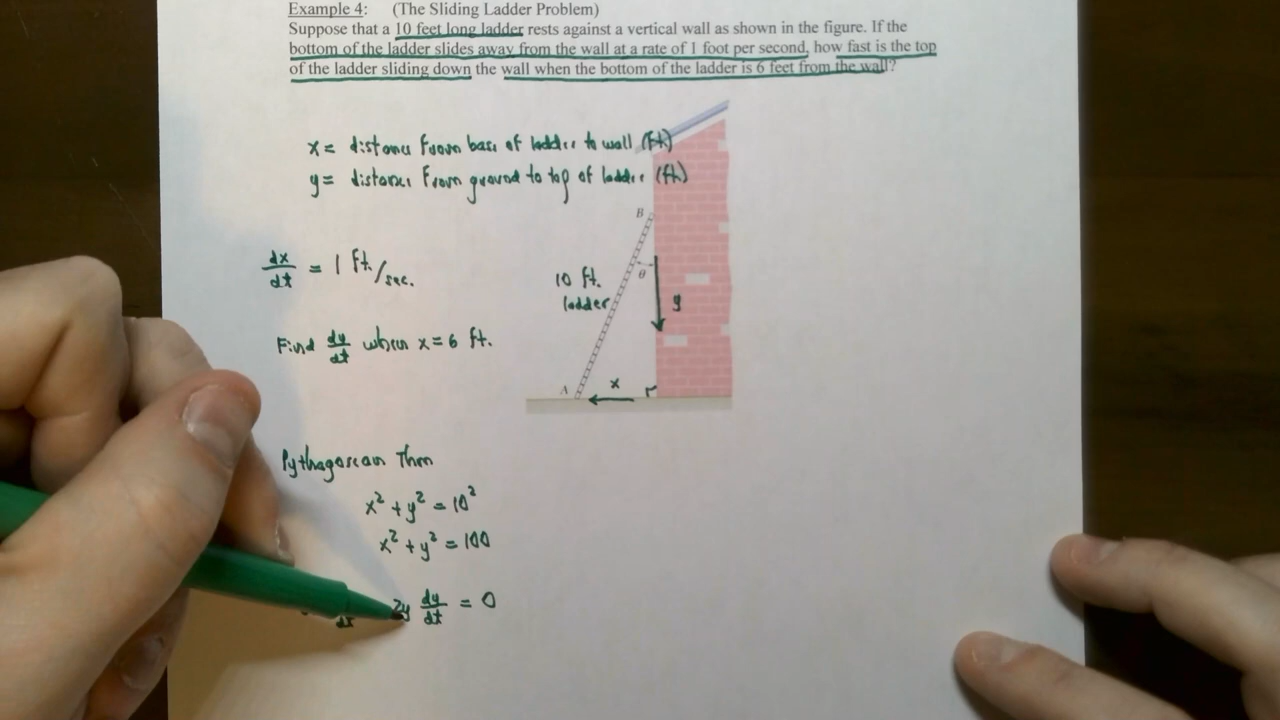 Example 4: (The Sliding Ladder Problem)
Suppose that a 10 feet long ladder rests against a vertical wall as shown in the figure. If the
bottom of the ladder slides away from the wall at a rate of 1 foot per second, how fast is the top
of the ladder sliding down the wall when the bottom of the ladder is 6 feet from the wall?
x = distance from base of ladder to wall (ft)
y = distance from ground to top of ladder (ft)
B
dx/dt = 1 ft/sec.
10 ft.
ladder
θ
y
Find dy/dt when x = 6 ft.
A
x
Pythagorean Thm
x² + y² = 10²
x² + y² = 100
2y dy/dt = 0